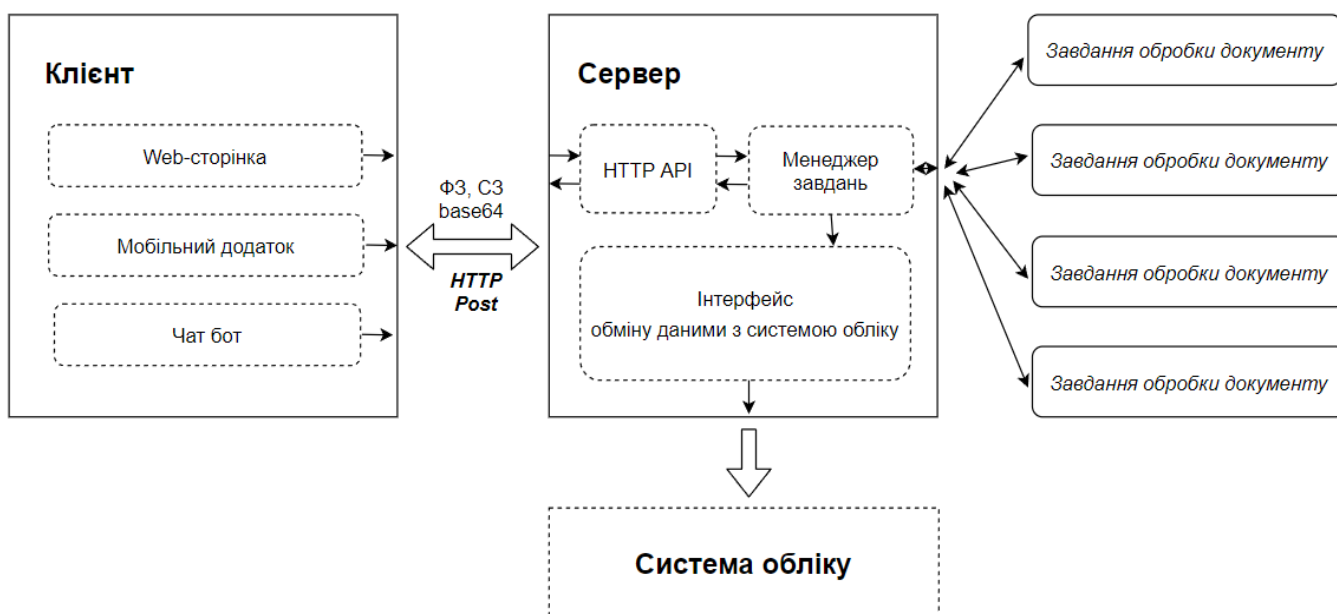 Клієнт
Web-сторінка
Мобільний додаток
Чат бот
ФЗ, СЗ
base64
HTTP
Post
Сервер
HTTP API
Менеджер
завдань
Інтерфейс
обміну даними з системою обліку
Завдання обробки документу
Завдання обробки документу
Завдання обробки документу
Завдання обробки документу
Система обліку